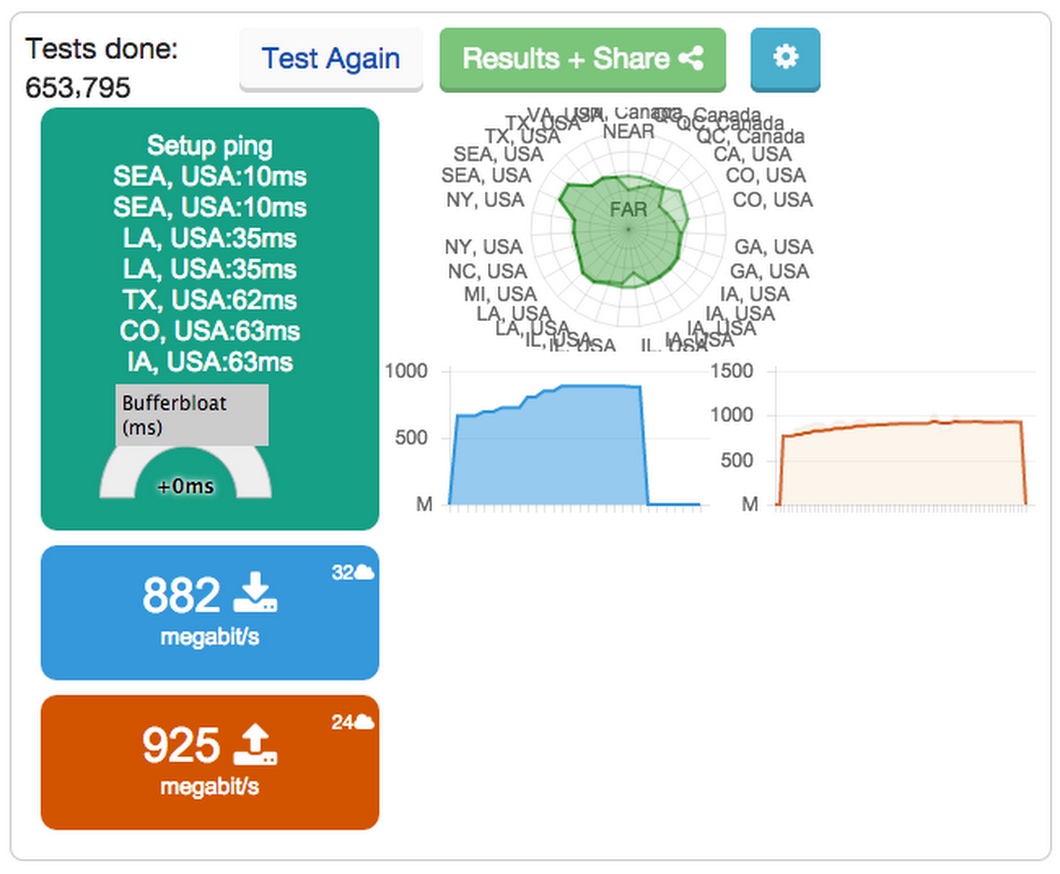 Tests done:
653,795
Test Again
Results + Share
Setup ping
SEA, USA:10ms
SEA, USA:10ms
LA, USA:35ms
LA, USA:35ms
TX, USA:62ms
CO, USA:63ms
IA, USA:63ms
Bufferbloat
(ms)
+0ms
882
megabit/s
32
925
megabit/s
24
VA, USA
Canada
QC, Canada
TX, USA
QC, Canada
TX, USA
NEAR
QC, Canada
SEA, USA
CA, USA
SEA, USA
CO, USA
NY, USA
FAR
CO, USA
NY, USA
GA, USA
NC, USA
GA, USA
MI, USA
IA, USA
LA, USA
IA, USA
LA, USA
IA, USA
IL, USA
IA, USA
IL, USA
IL, USA
1000
500
M
1500
1000
500
M